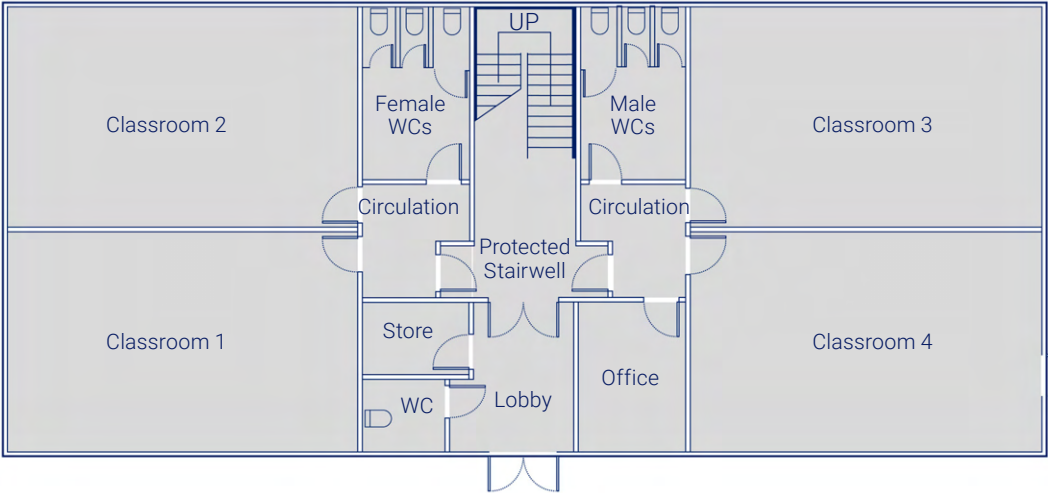 UP
Female
WCs
Male
WCs
Classroom 2
Classroom 3
Circulation
Circulation
Protected
Stairwell
Classroom 1
Store
Classroom 4
Office
WC
Lobby